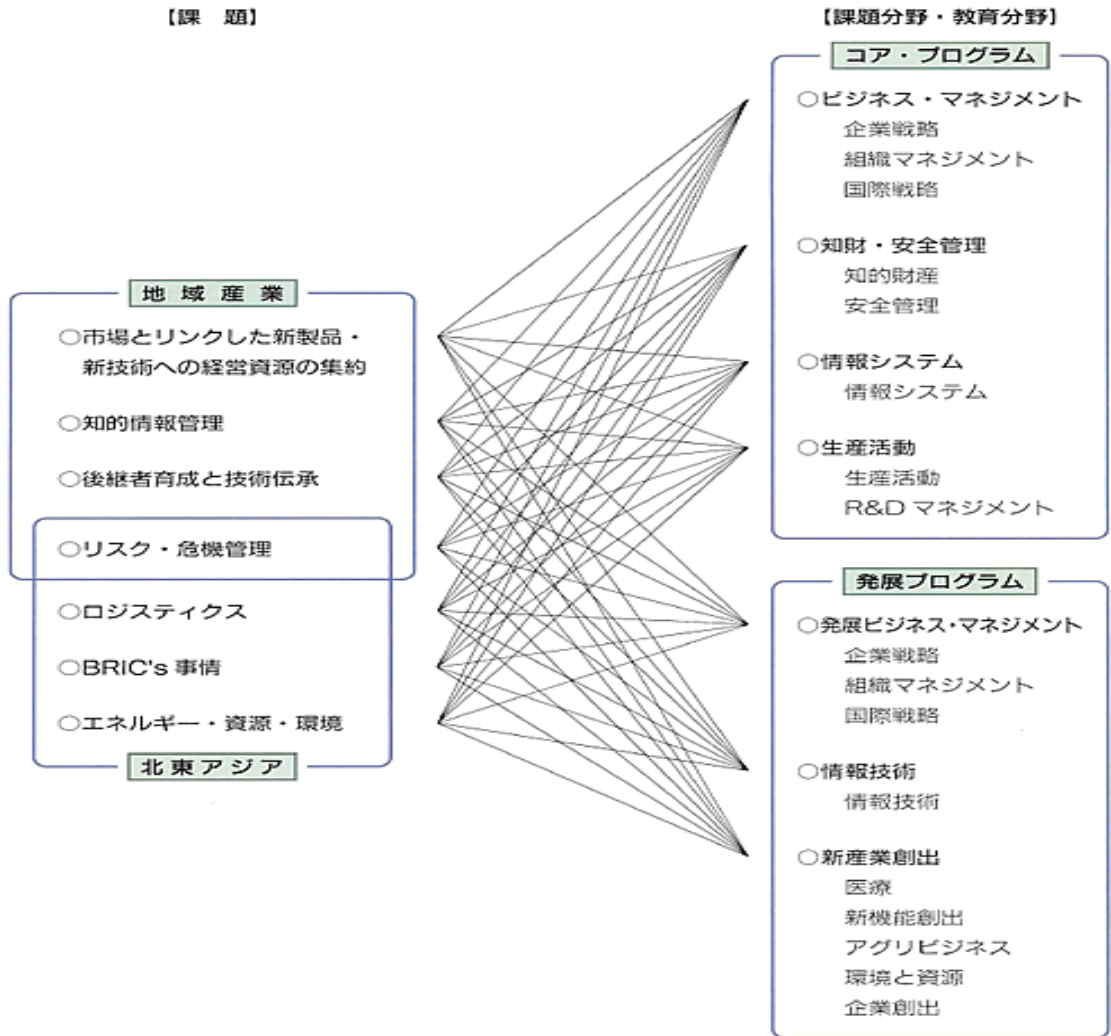 【課　題】
地 域 産 業
○市場とリンクした新製品・
新技術への経営資源の集約
○知的情報管理
○後継者育成と技術伝承
○リスク・危機管理
○ロジスティクス
○BRIC's 事情
○エネルギー・資源・環境
北 東 ア ジ ア
【課題分野・教育分野】
コア・プログラム
○ビジネス・マネジメント
企業戦略
組織マネジメント
国際戦略
○知財・安全管理
知的財産
安全管理
○情報システム
情報システム
○生産活動
生産活動
R&D マネジメント
発展プログラム
○発展ビジネス・マネジメント
企業戦略
組織マネジメント
国際戦略
○情報技術
情報技術
○新産業創出
医療
新機能創出
アグリビジネス
環境と資源
企業創出